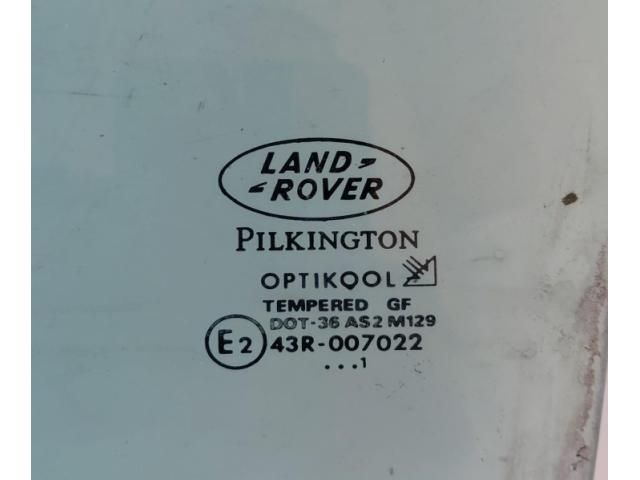 LAND
ROVER
PILKINGTON
OPTIKOOL
TEMPERED GF
DOT-36 AS2 M129
E2 43R-007022
...1